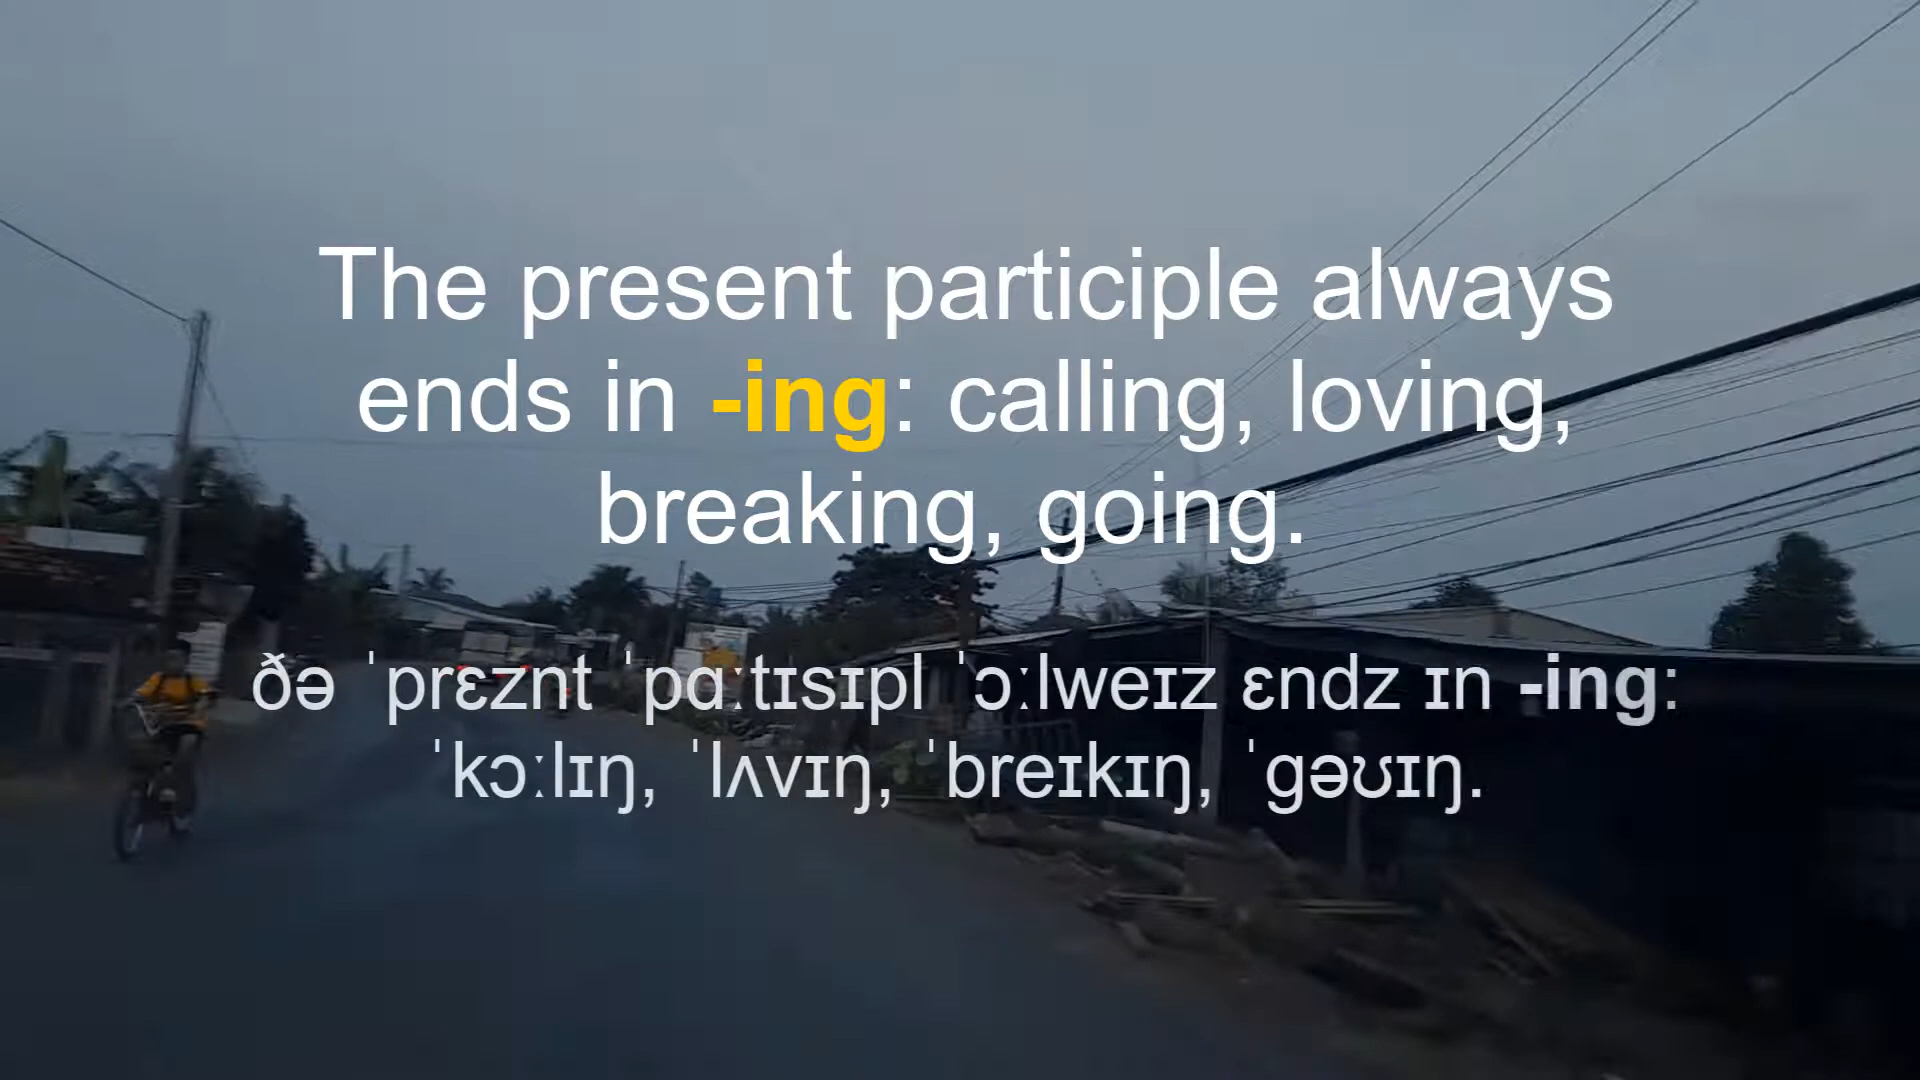 The present participle always
ends in -ing: calling, loving,
breaking, going.
ðə ˈprɛznt ˈpɑːtɪsɪpl ˈɔːlweɪz ɛndz ɪn -ing:
ˈkɔːlɪŋ, ˈlʌvɪŋ, ˈbreɪkɪŋ, ˈgəʊɪŋ.